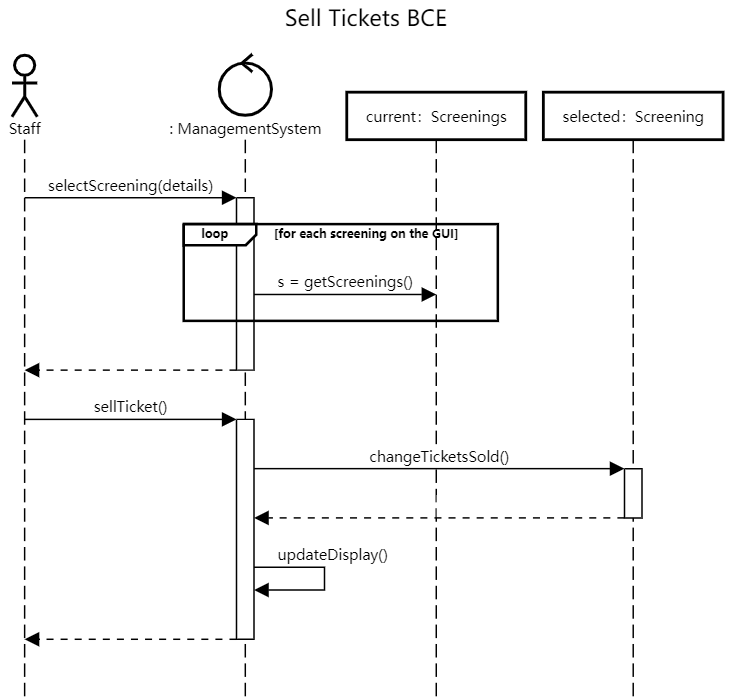 Sell Tickets BCE
Staff
: ManagementSystem
current: Screenings
selected: Screening
selectScreening(details)
loop
[for each screening on the GUI]
s = getScreenings()
sellTicket()
changeTicketsSold()
updateDisplay()